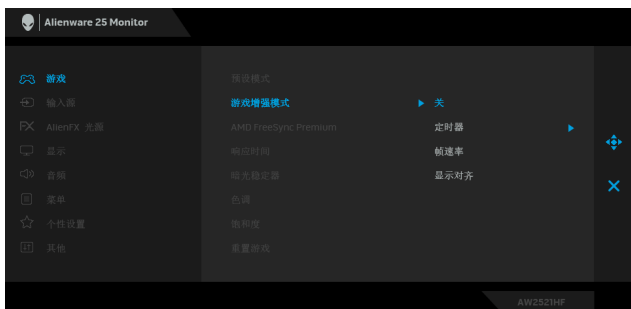 Alienware 25 Monitor
游戏
输入源
AlienFX 光源
显示
音频
菜单
个性设置
其他
预设模式
游戏增强模式
AMD FreeSync Premium
响应时间
暗光稳定器
色调
饱和度
重置游戏
关
定时器
帧速率
显示对齐
AW2521HF